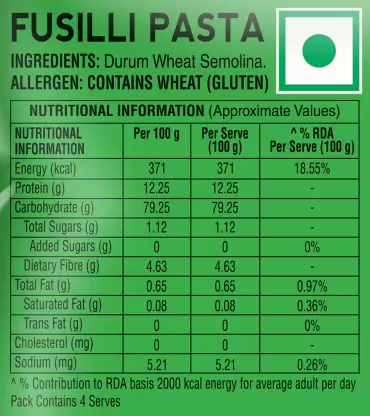 FUSILLI PASTA
INGREDIENTS: Durum Wheat Semolina.
ALLERGEN: CONTAINS WHEAT (GLUTEN)
NUTRITIONAL INFORMATION (Approximate Values)
NUTRITIONAL INFORMATION Per 100 g Per Serve (100 g) ^ % RDA Per Serve (100 g)
Energy (kcal) 371 371 18.55%
Protein (g) 12.25 12.25 -
Carbohydrate (g) 79.25 79.25 -
Total Sugars (g) 1.12 1.12 -
Added Sugars (g) 0 0 0%
Dietary Fibre (g) 4.63 4.63 -
Total Fat (g) 0.65 0.65 0.97%
Saturated Fat (g) 0.08 0.08 0.36%
Trans Fat (g) 0 0 0%
Cholesterol (mg) 0 0 -
Sodium (mg) 5.21 5.21 0.26%
^ % Contribution to RDA basis 2000 kcal energy for average adult per day
Pack Contains 4 Serves